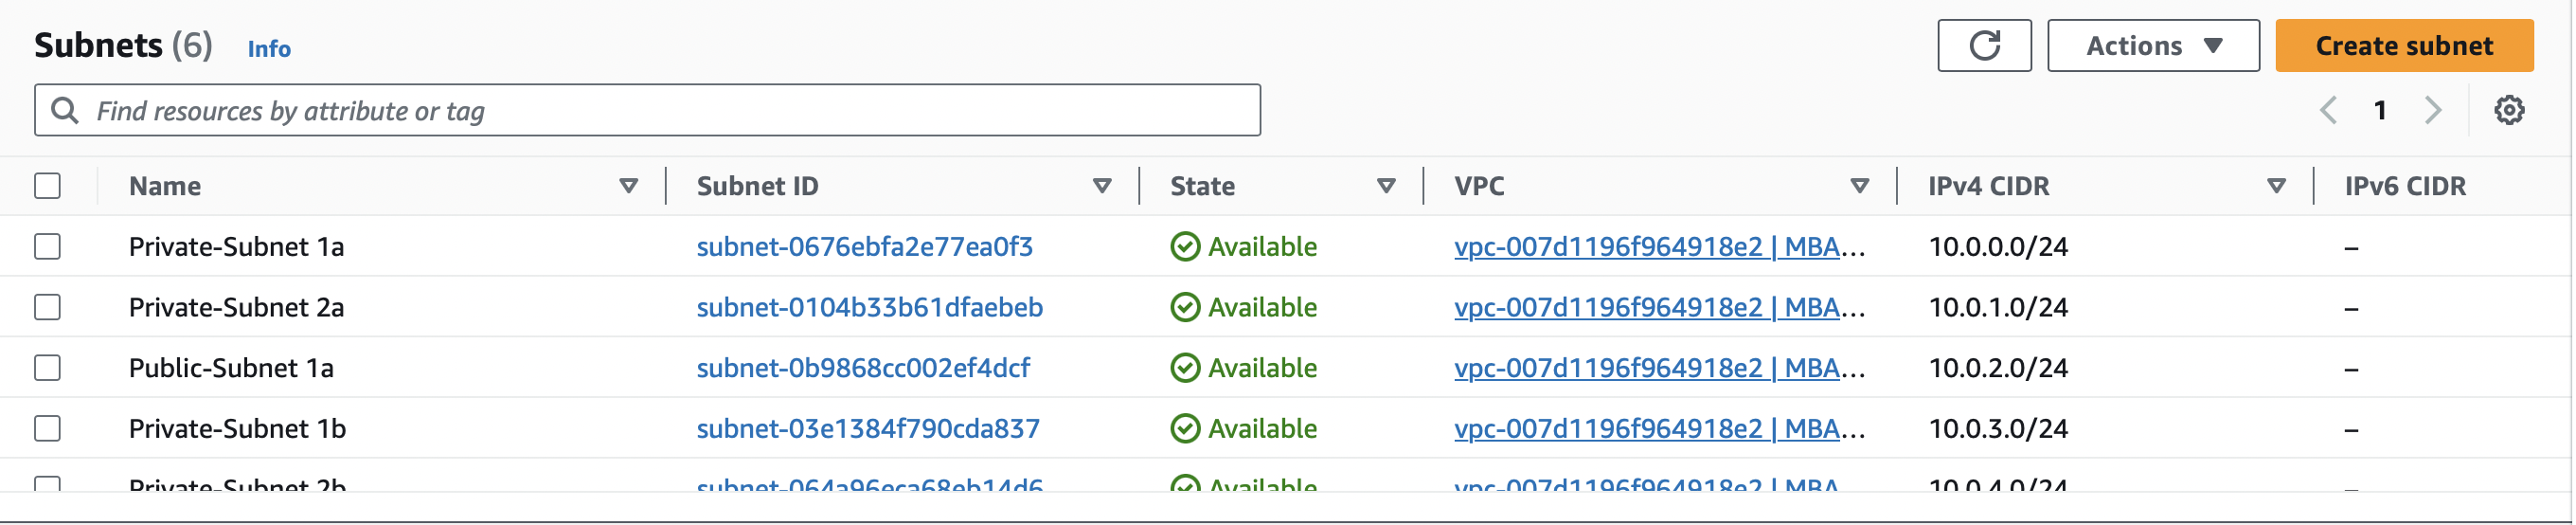 Subnets (6) Info Actions Create subnet
Find resources by attribute or tag 1
Name Subnet ID State VPC IPv4 CIDR IPv6 CIDR
Private-Subnet 1a subnet-0676ebfa2e77ea0f3 Available vpc-007d1196f964918e2 | MBA... 10.0.0.0/24 –
Private-Subnet 2a subnet-0104b33b61dfaebeb Available vpc-007d1196f964918e2 | MBA... 10.0.1.0/24 –
Public-Subnet 1a subnet-0b9868cc002ef4dcf Available vpc-007d1196f964918e2 | MBA... 10.0.2.0/24 –
Private-Subnet 1b subnet-03e1384f790cda837 Available vpc-007d1196f964918e2 | MBA... 10.0.3.0/24 –
Private-Subnet 2b subnet-064a96eca68eb14d6 Available vpc-007d1196f964918e2 | MBA... 10.0.4.0/24 –